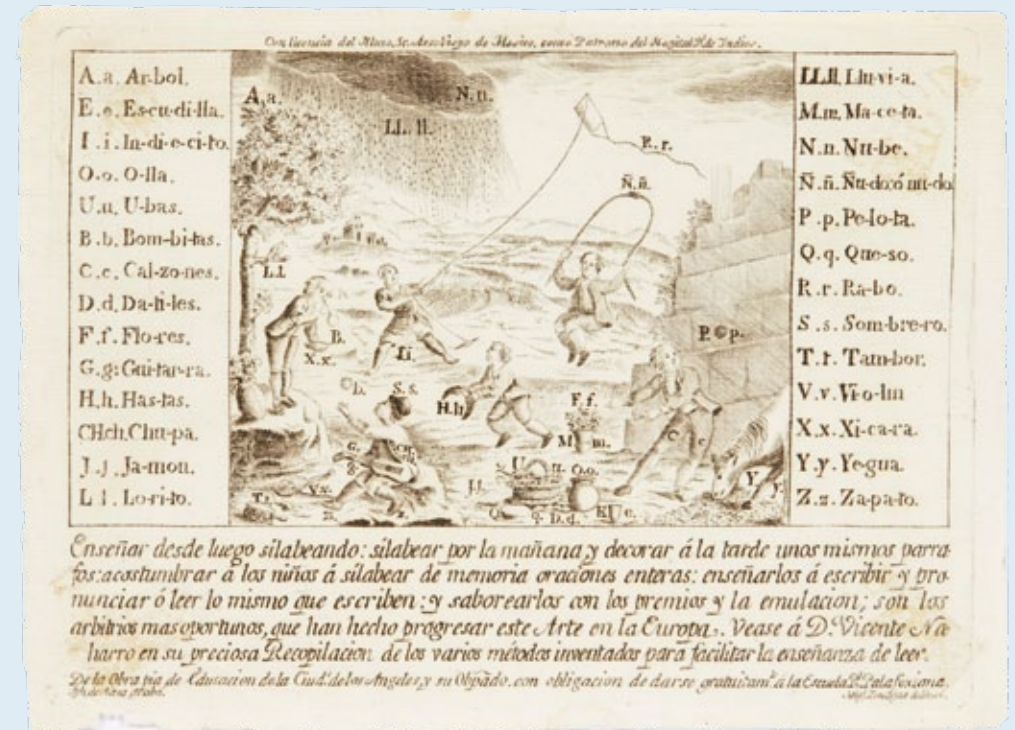 Con licencia del Illmo. Sr. Arzobispo de Mexico, como Patrono del Hospital Rl. de Indios.
A.a. Ar-bol.
E.e. Es-cu-di-lla.
I.i. In-di-e-ci-to.
O.o. O-lla.
U.u. U-bas.
B.b. Bom-bi-tas.
C.c. Cal-zo-nes.
D.d. Da-ti-les.
F.f. Flo-res.
G.g. Gui-tar-ra.
H.h. Has-tas.
CH.ch. Chu-pa.
J.j. Ja-mon.
L.l. Lo-ri-to.
A.a.
N.n.
LL.ll.
R.r.
Ñ.ñ.
L.l.
B.
X.x.
I.i.
P. p.
b.
S.s.
H.h.
F.f.
M. m.
C c
G.
U. u.
O.o.
J.j.
Y. y.
T.t.
V.v.
q. D.d.
LL.ll. Llu-vi-a.
M.m. Ma-ce-ta.
N.n. Nu-be.
Ñ.ñ. Ñu-do: ó nu-do
P.p. Pe-lo-ta.
Q.q. Que-so.
R.r. Ra-bo.
S.s. Som-bre-ro.
T.t. Tam-bor.
V.v. Vi-o-lin
X.x. Xi-ca-ra.
Y.y. Ye-gua.
Z.z. Za-pa-to.
Enseñar desde luego silabeando: silabear por la mañana, y decorar á la tarde unos mismos parra-
fos: acostumbrar á los niños á silabear de memoria oraciones enteras: enseñarlos á escribir y pro-
nunciar ó leer lo mismo que escriben: y saborearlos con los premios y la emulacion; son los
arbitrios mas oportunos, que han hecho progresar este Arte en la Europa. Vease á D. Vicente Na-
harro en su preciosa Recopilacion de los varios métodos inventados para facilitar la enseñanza de leer.
De la Obra pia de Educacion de la Ciud. de los Angeles, y su Obpâdo. con obligacion de darse gratuitamte. á la Escuela Pa. Palafoxiana.